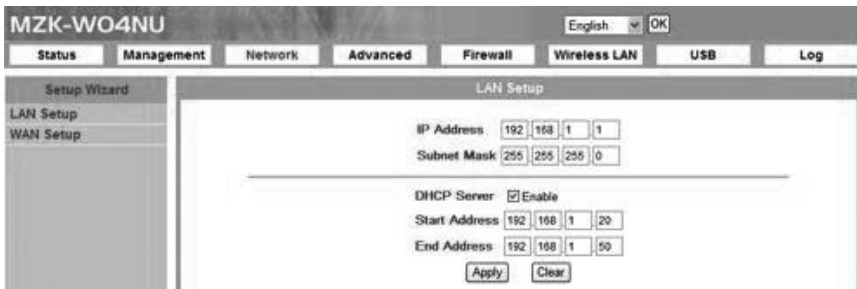 MZK-WO4NU English OK
Status Management Network Advanced Firewall Wireless LAN USB Log
Setup Wizard
LAN Setup
WAN Setup
LAN Setup
IP Address 192 168 1 1
Subnet Mask 255 255 255 0
DHCP Server Enable
Start Address 192 168 1 20
End Address 192 168 1 50
Apply Clear